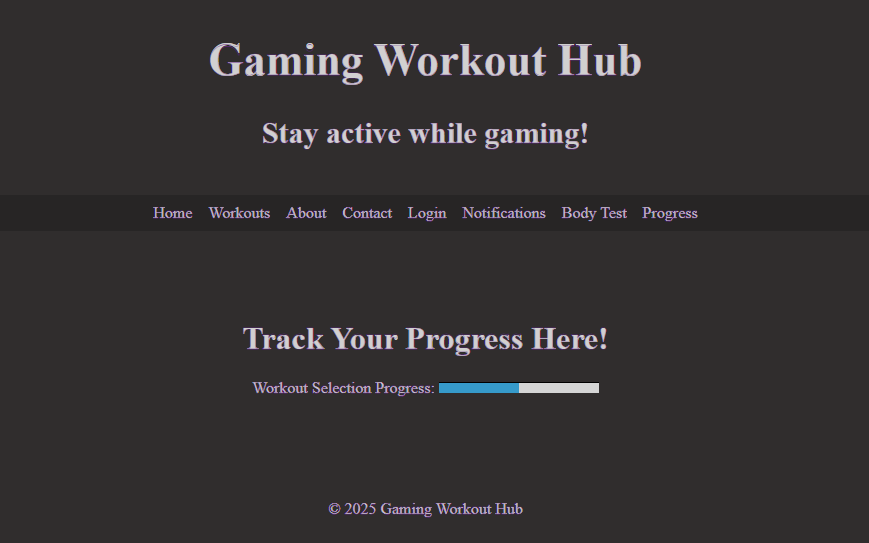 Gaming Workout Hub
Stay active while gaming!
Home Workouts About Contact Login Notifications Body Test Progress
Track Your Progress Here!
Workout Selection Progress:
© 2025 Gaming Workout Hub